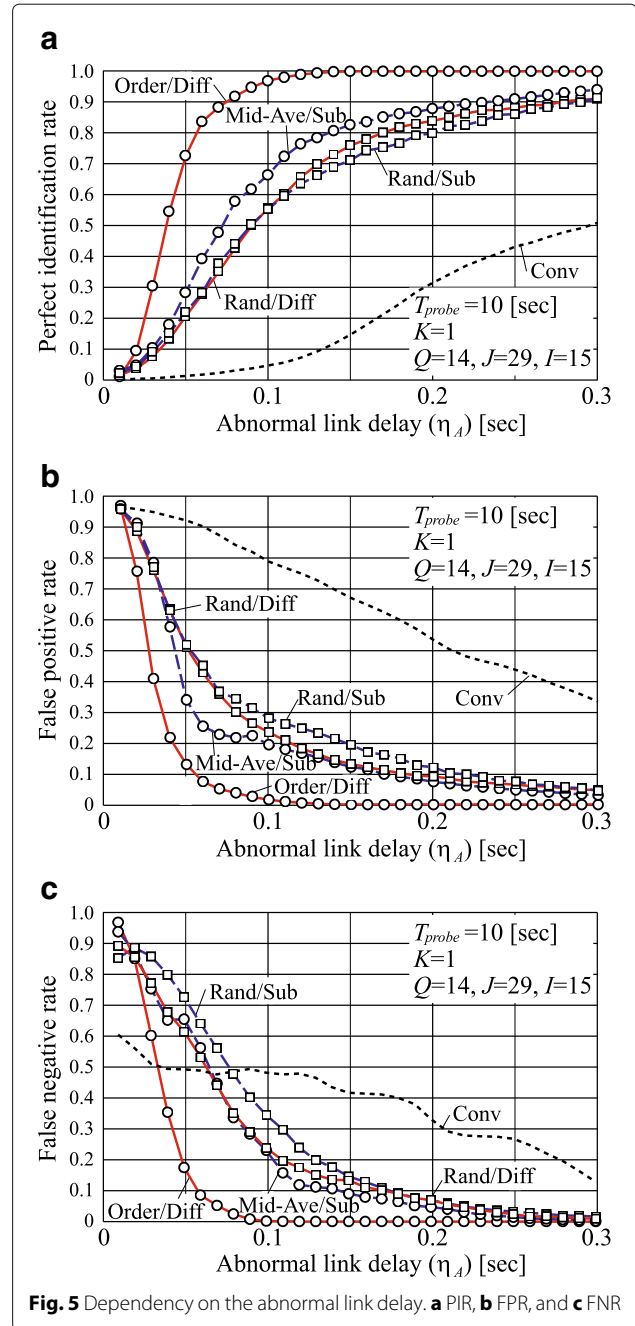 a
1.0
0.9
0.8
0.7
0.6
0.5
0.4
0.3
0.2
0.1
0
Perfect identification rate
Order/Diff
Mid-Ave/Sub
Rand/Sub
Rand/Diff
Conv
T_probe=10 [sec]
K=1
Q=14, J=29, I=15
0 0.1 0.2 0.3
Abnormal link delay (η_A) [sec]
b
1.0
0.9
0.8
0.7
0.6
0.5
0.4
0.3
0.2
0.1
0
False positive rate
T_probe=10 [sec]
K=1
Q=14, J=29, I=15
Rand/Diff
Rand/Sub
Conv
Mid-Ave/Sub
Order/Diff
0 0.1 0.2 0.3
Abnormal link delay (η_A) [sec]
c
1.0
0.9
0.8
0.7
0.6
0.5
0.4
0.3
0.2
0.1
0
False negative rate
T_probe=10 [sec]
K=1
Q=14, J=29, I=15
Rand/Sub
Conv
Rand/Diff
Order/Diff
Mid-Ave/Sub
0 0.1 0.2 0.3
Abnormal link delay (η_A) [sec]
Fig. 5 Dependency on the abnormal link delay. a PIR, b FPR, and c FNR